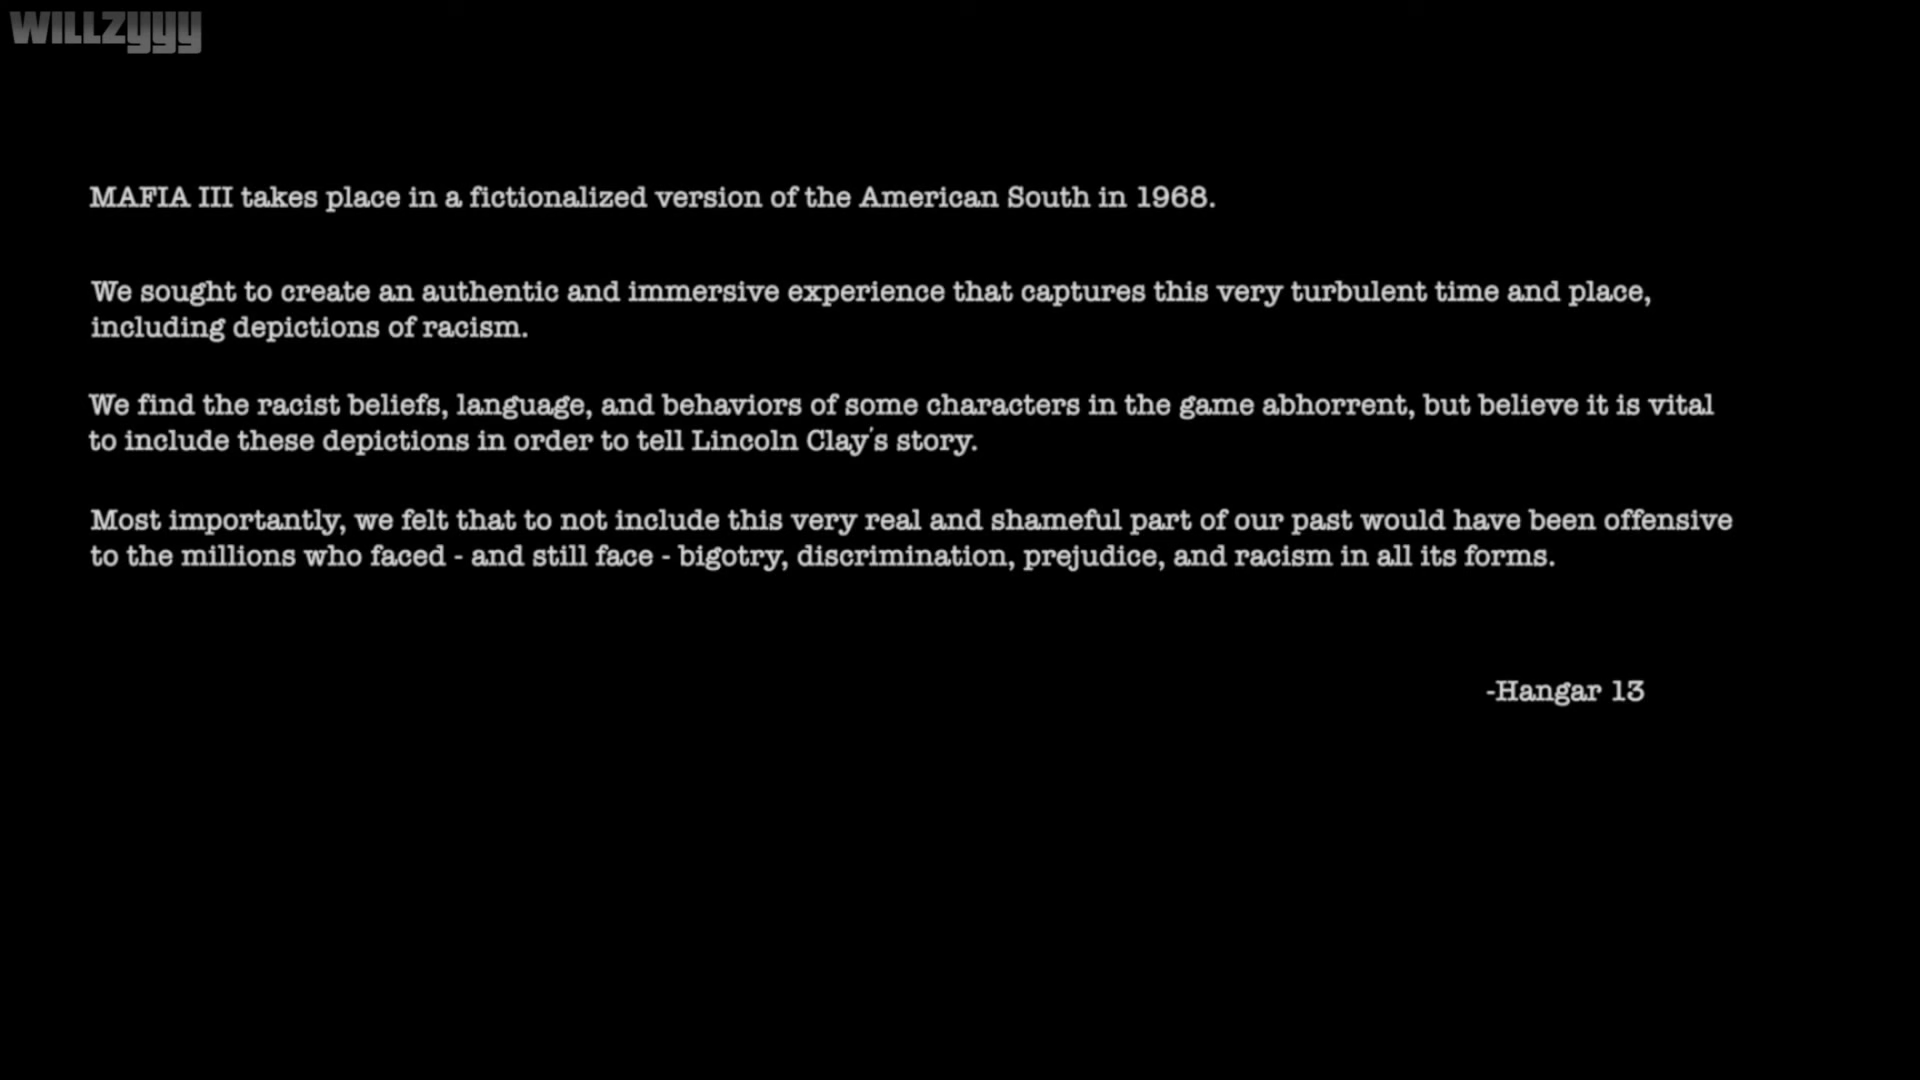 WILLZyyy
MAFIA III takes place in a fictionalized version of the American South in 1968.
We sought to create an authentic and immersive experience that captures this very turbulent time and place,
including depictions of racism.
We find the racist beliefs, language, and behaviors of some characters in the game abhorrent, but believe it is vital
to include these depictions in order to tell Lincoln Clay's story.
Most importantly, we felt that to not include this very real and shameful part of our past would have been offensive
to the millions who faced - and still face - bigotry, discrimination, prejudice, and racism in all its forms.
-Hangar 13